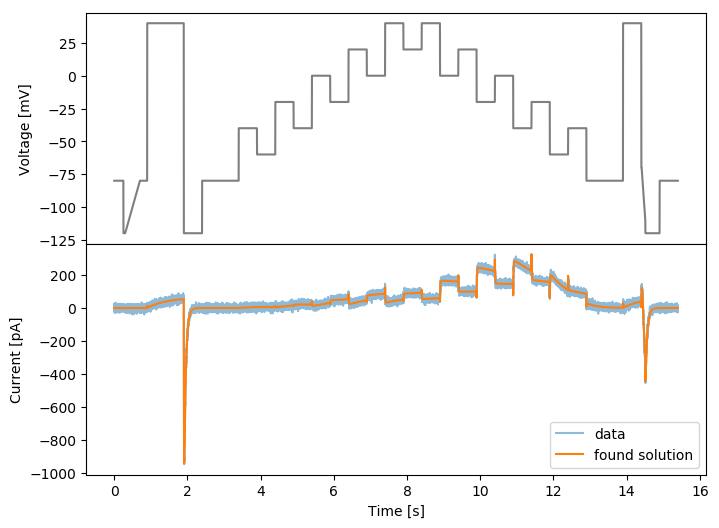 Voltage [mV]
25
0
−25
−50
−75
−100
−125
Current [pA]
200
0
−200
−400
−600
−800
−1000
data
found solution
0 2 4 6 8 10 12 14 16
Time [s]